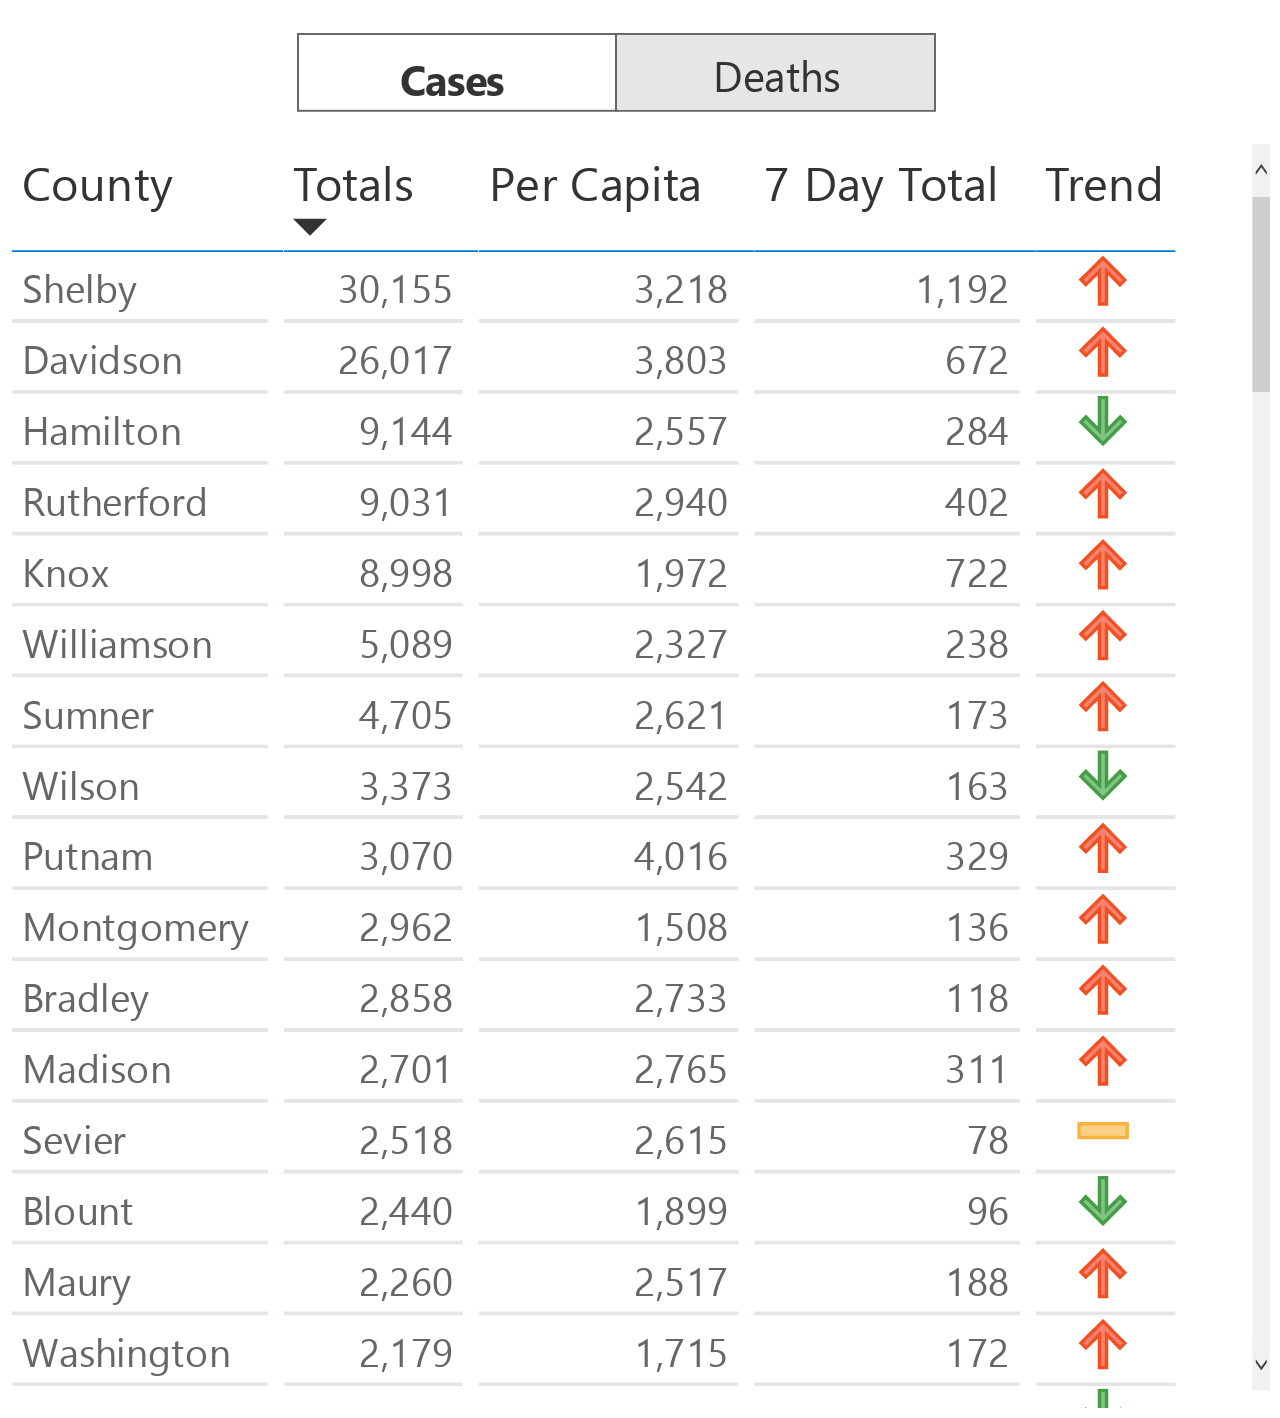 Cases Deaths
County Totals Per Capita 7 Day Total Trend
Shelby 30,155 3,218 1,192
Davidson 26,017 3,803 672
Hamilton 9,144 2,557 284
Rutherford 9,031 2,940 402
Knox 8,998 1,972 722
Williamson 5,089 2,327 238
Sumner 4,705 2,621 173
Wilson 3,373 2,542 163
Putnam 3,070 4,016 329
Montgomery 2,962 1,508 136
Bradley 2,858 2,733 118
Madison 2,701 2,765 311
Sevier 2,518 2,615 78
Blount 2,440 1,899 96
Maury 2,260 2,517 188
Washington 2,179 1,715 172